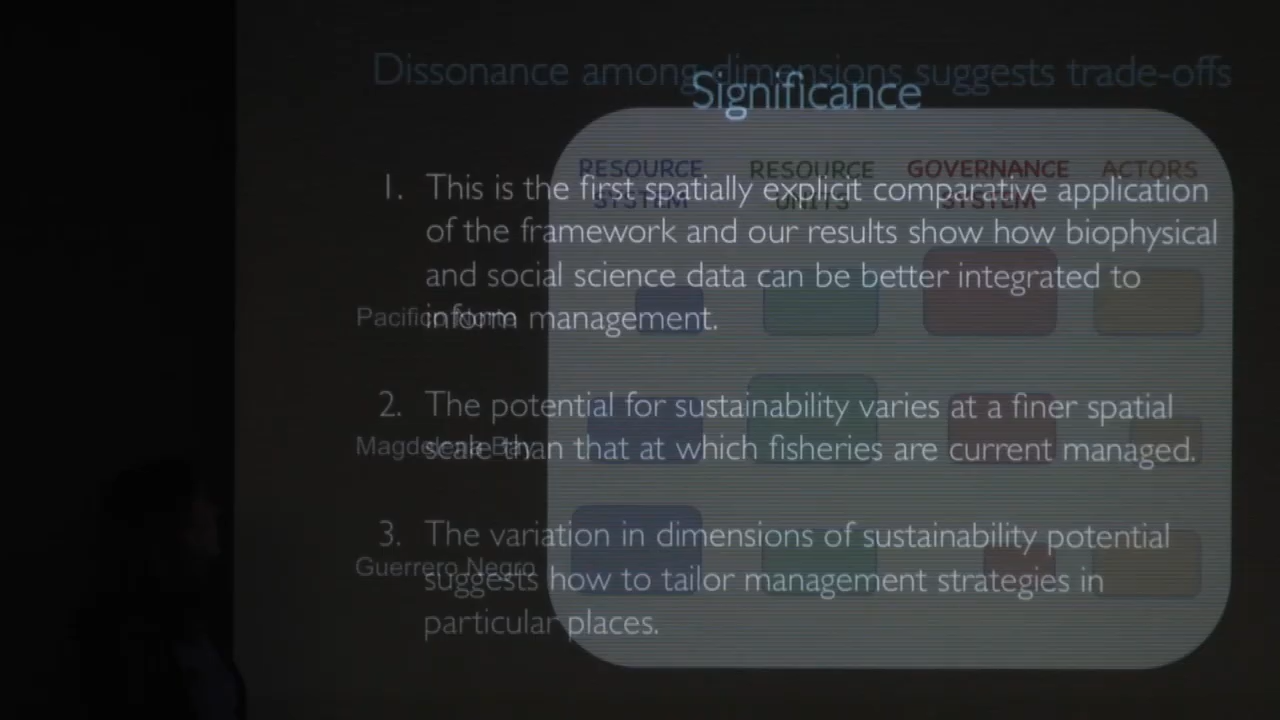 Dissonance among dimensions suggests trade-offs
Significance
RESOURCE SYSTEM
RESOURCE UNITS
GOVERNANCE SYSTEM
ACTORS
1. This is the first spatially explicit comparative application
of the framework and our results show how biophysical
and social science data can be better integrated to
inform management.
Pacifico Norte
2. The potential for sustainability varies at a finer spatial
scale than that at which fisheries are current managed.
Magdelena Bay
3. The variation in dimensions of sustainability potential
suggests how to tailor management strategies in
particular places.
Guerrero Negro